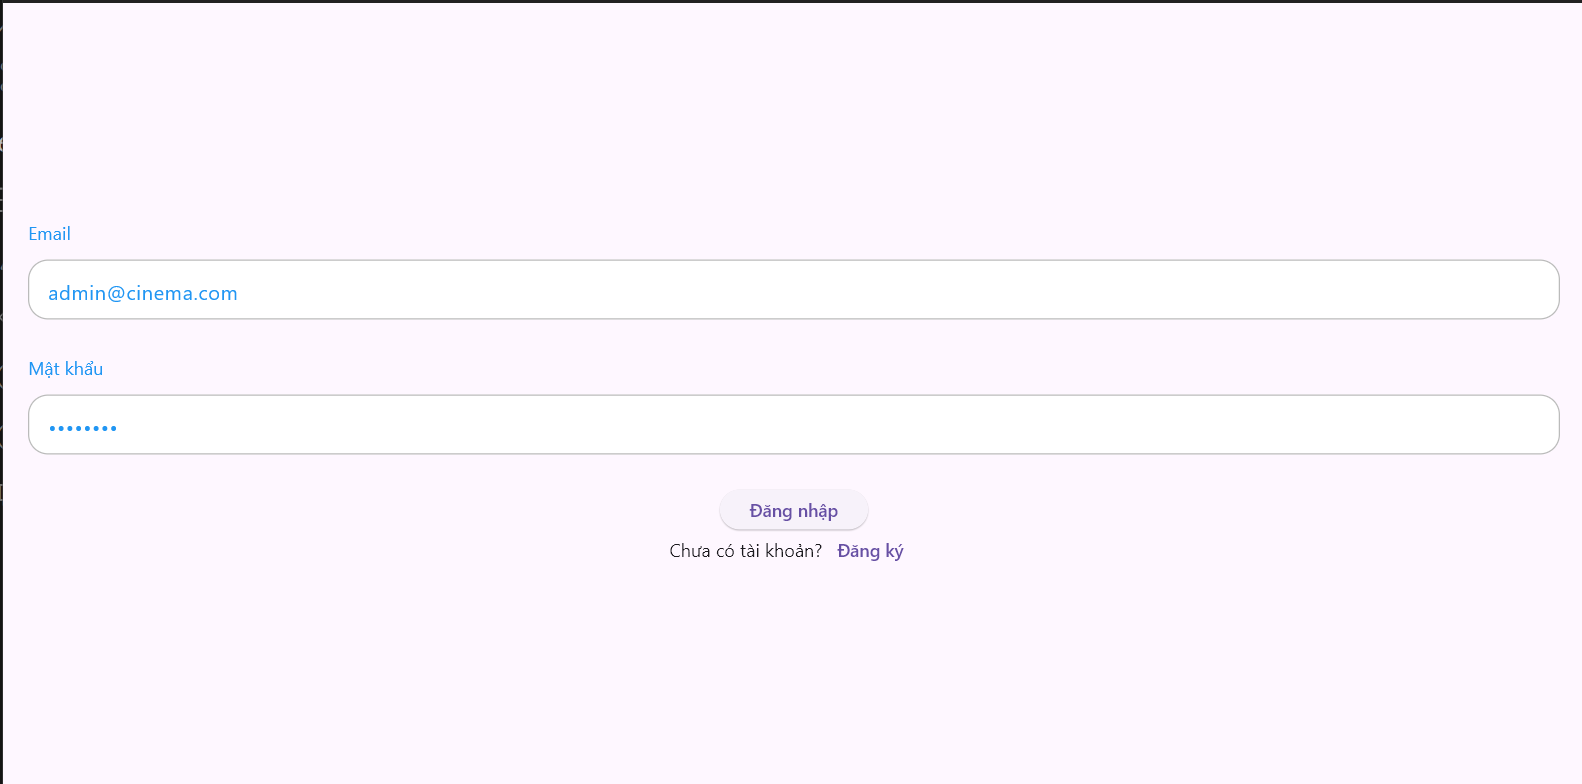 Email
admin@cinema.com
Mật khẩu
••••••••
Đăng nhập
Chưa có tài khoản? Đăng ký